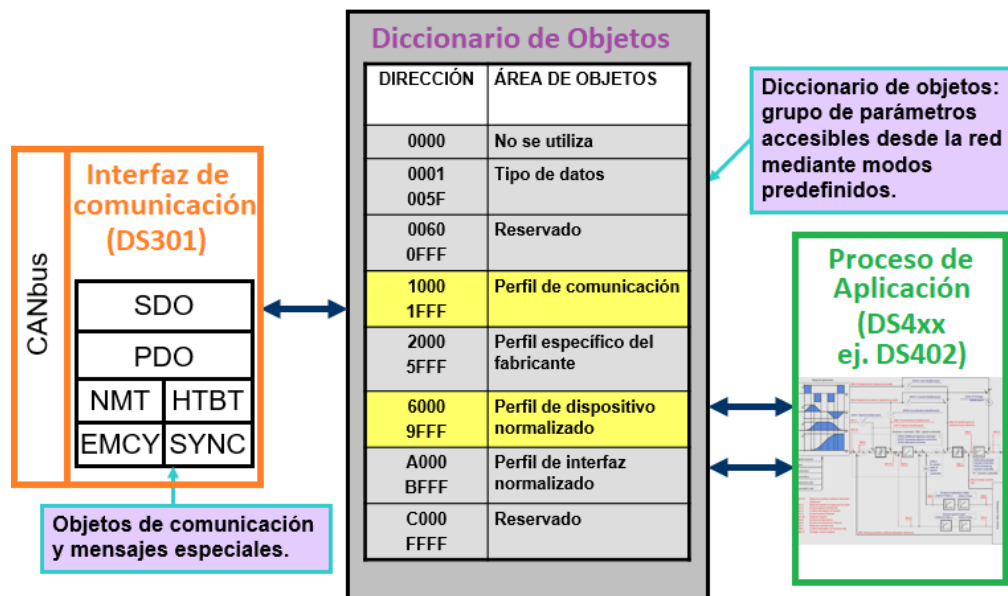 Diccionario de Objetos
DIRECCIÓN ÁREA DE OBJETOS
0000 No se utiliza
0001 Tipo de datos
005F
0060 Reservado
0FFF
1000 Perfil de comunicación
1FFF
2000 Perfil específico del
5FFF fabricante
6000 Perfil de dispositivo
9FFF normalizado
A000 Perfil de interfaz
BFFF normalizado
C000 Reservado
FFFF
CANbus
Interfaz de
comunicación
(DS301)
SDO
PDO
NMT HTBT
EMCY SYNC
Objetos de comunicación
y mensajes especiales.
Diccionario de objetos:
grupo de parámetros
accesibles desde la red
mediante modos
predefinidos.
Proceso de
Aplicación
(DS4xx
ej. DS402)